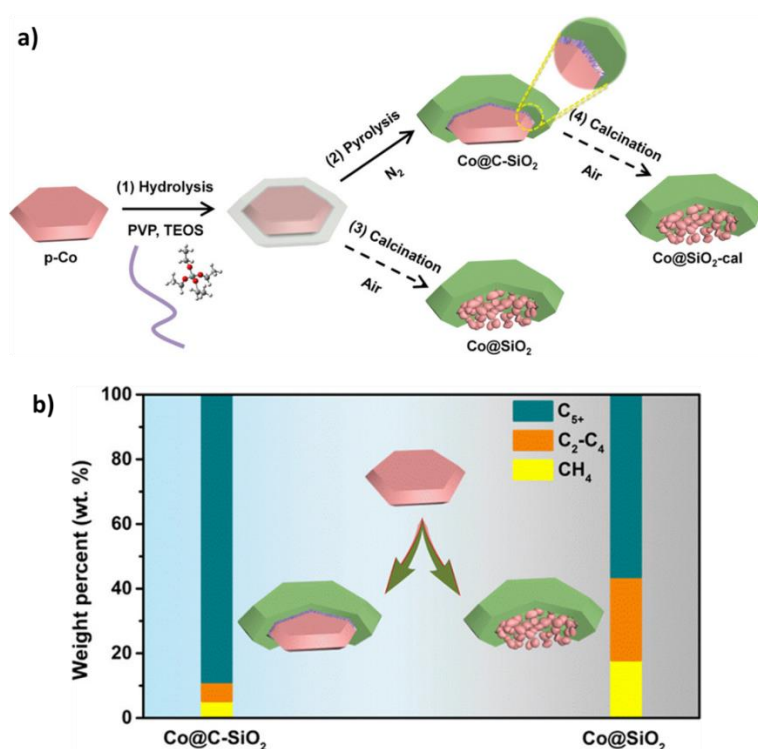 a)
(1) Hydrolysis
PVP, TEOS
p-Co
(2) Pyrolysis
N₂
Co@C-SiO₂
(3) Calcination
Air
Co@SiO₂
(4) Calcination
Air
Co@SiO₂-cal
b)
Weight percent (wt. %)
100
80
60
40
20
0
C₅₊
C₂-C₄
CH₄
Co@C-SiO₂
Co@SiO₂